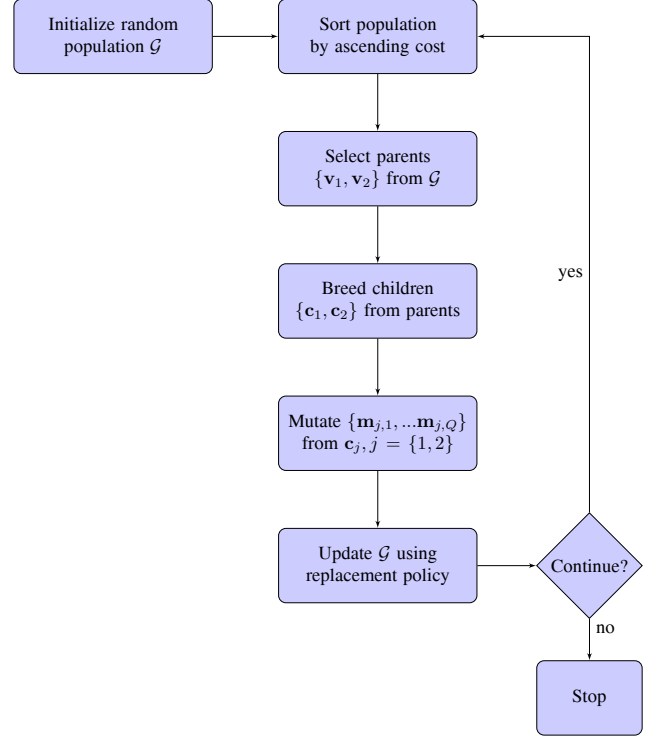 Initialize random
population 𝒢
Sort population
by ascending cost
Select parents
{𝐯₁, 𝐯₂} from 𝒢
Breed children
{𝐜₁, 𝐜₂} from parents
yes
Mutate {𝐦ⱼ,₁, ...𝐦ⱼ,Q}
from 𝐜ⱼ, j = {1, 2}
Update 𝒢 using
replacement policy
Continue?
no
Stop